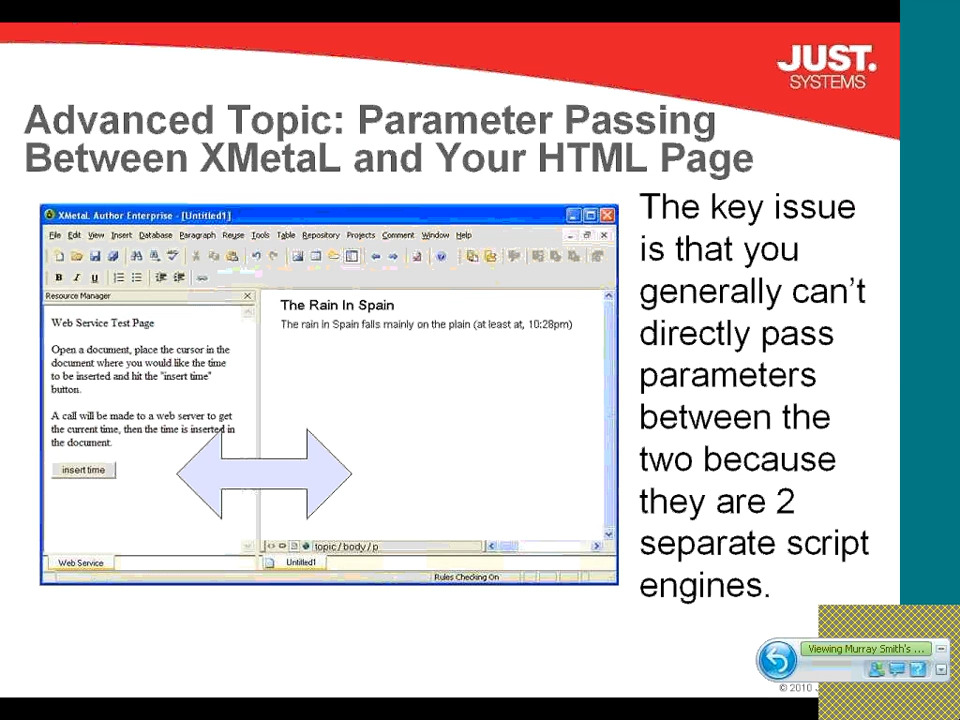 JUST.
SYSTEMS
Advanced Topic: Parameter Passing
Between XMetaL and Your HTML Page
The key issue
is that you
generally can't
directly pass
parameters
between the
two because
they are 2
separate script
engines.
XMetal. Author Enterprise - [Untitled1]
File Edit View Insert Database Paragraph Reuse Tools Table Repository Projects Comment Window Help
B I U
Resource Manager
Web Service Test Page
Open a document, place the cursor in the
document where you would like the time
to be inserted and hit the "insert time"
button.
A call will be made to a web server to get
the current time, then the time is inserted in
the document.
insert time
Web Service
The Rain In Spain
The rain in Spain falls mainly on the plain (at least at, 10:28pm)
topic/body/p
Untitled1
Rules Checking On
Viewing Murray Smith's ...
© 2010